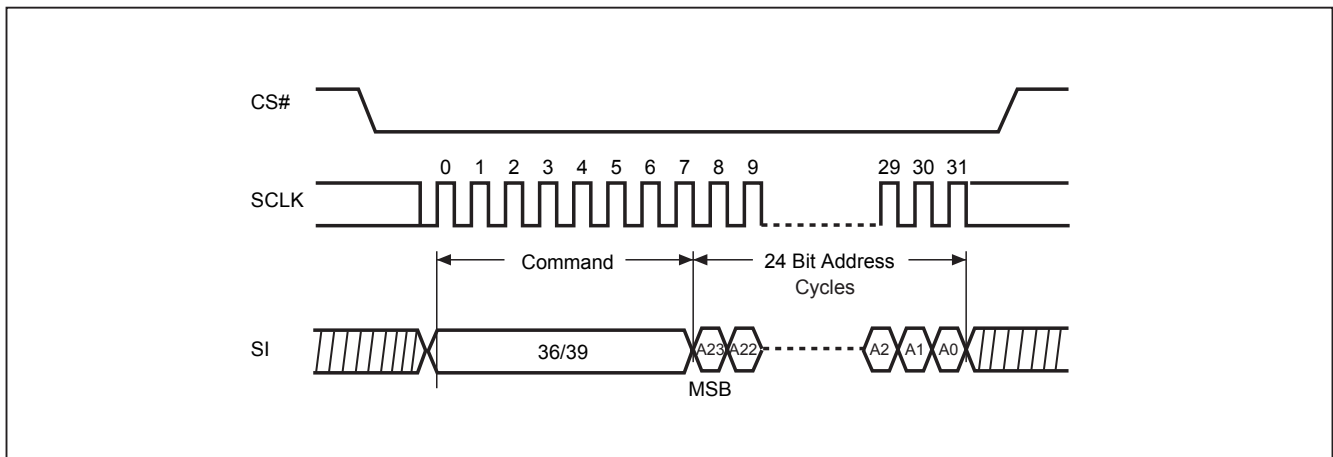 CS#
0 1 2 3 4 5 6 7 8 9 29 30 31
SCLK
Command
24 Bit Address
Cycles
SI
36/39
A23 A22 A2 A1 A0
MSB